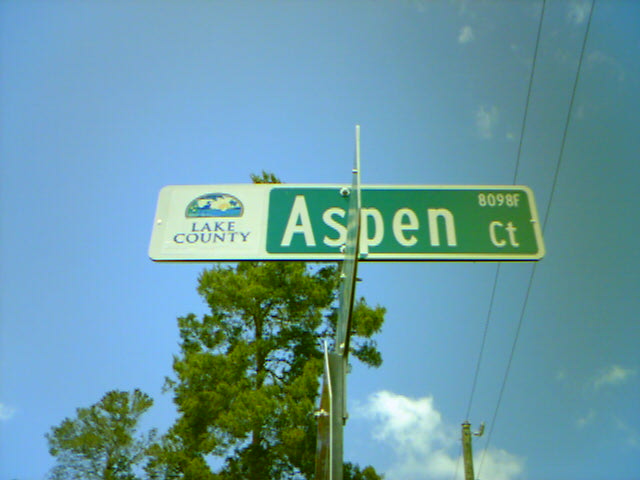 LAKE
COUNTY
Aspen Ct
8098F